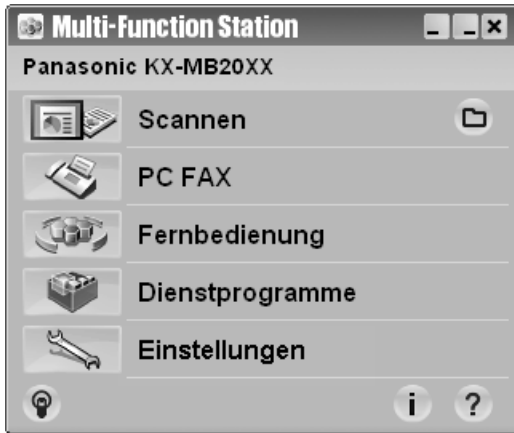 Multi-Function Station
Panasonic KX-MB20XX
Scannen
PC FAX
Fernbedienung
Dienstprogramme
Einstellungen
i ?